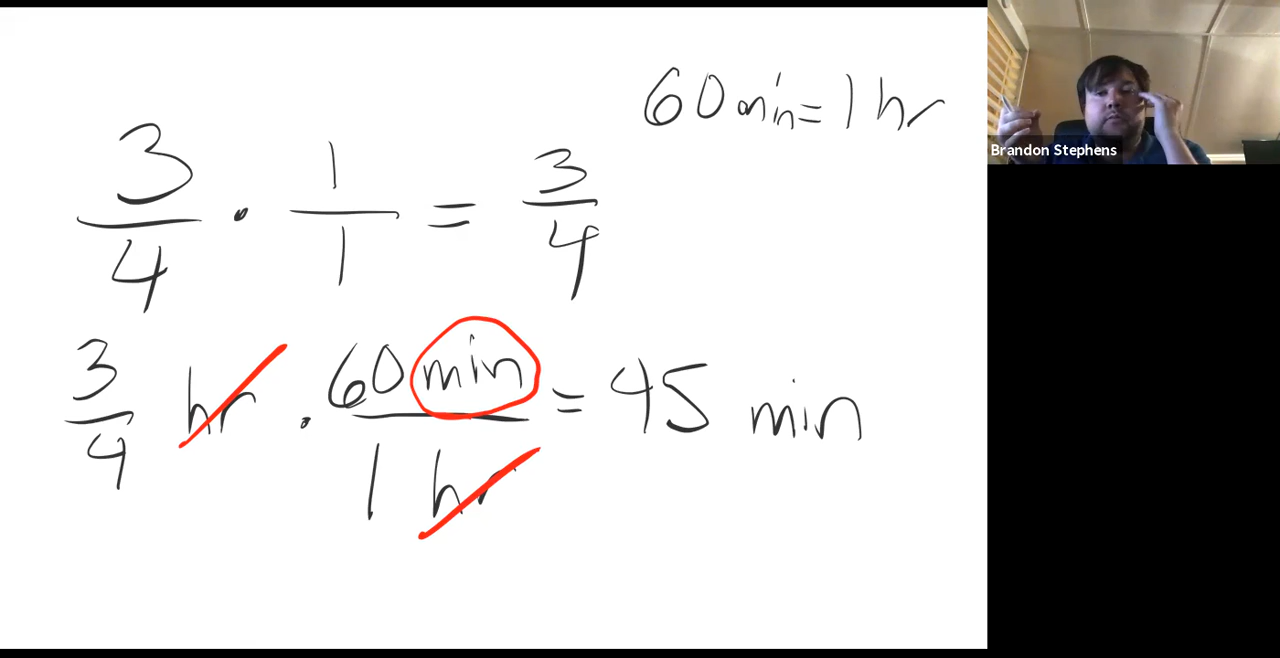 60 min = 1 hr
3/4 · 1/1 = 3/4
3/4 hr · 60 min / 1 hr = 45 min
Brandon Stephens